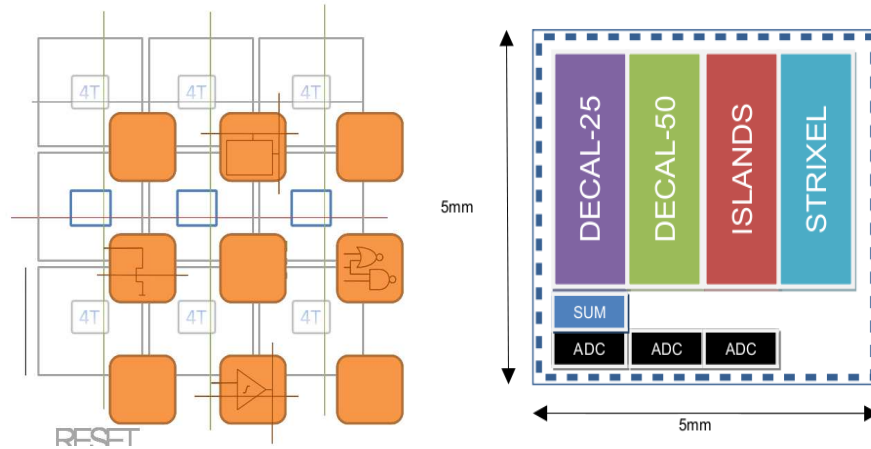 4T 4T 4T
4T 4T 4T
RESET
5mm
DECAL-25
DECAL-50
ISLANDS
STRIXEL
SUM
ADC ADC ADC
5mm